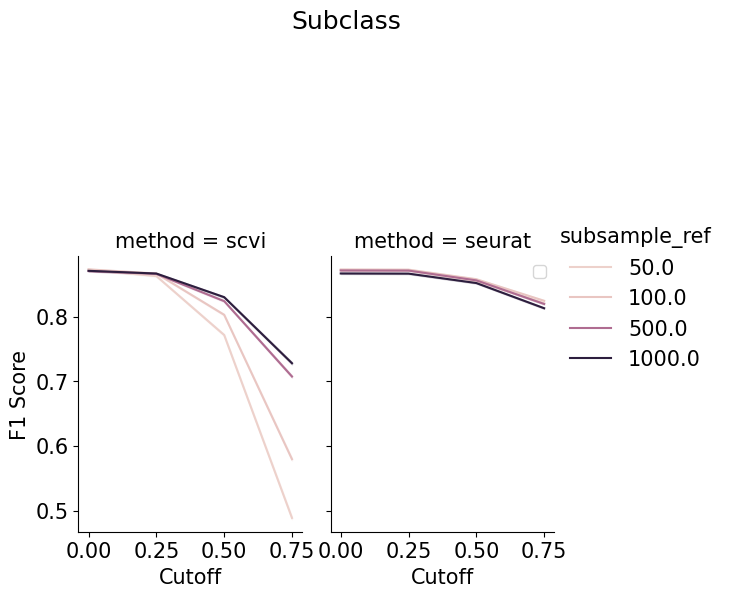 Subclass
method = scvi
method = seurat
subsample_ref
50.0
100.0
500.0
1000.0
F1 Score
0.8
0.7
0.6
0.5
0.00 0.25 0.50 0.75
0.00 0.25 0.50 0.75
Cutoff
Cutoff